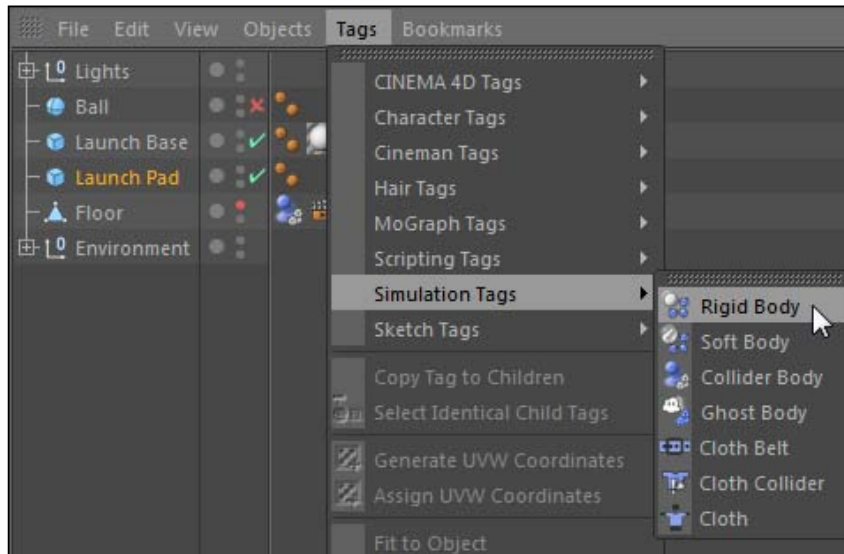 File Edit View Objects Tags Bookmarks
Lights
Ball
Launch Base
Launch Pad
Floor
Environment
CINEMA 4D Tags
Character Tags
Cineman Tags
Hair Tags
MoGraph Tags
Scripting Tags
Simulation Tags
Sketch Tags
Copy Tag to Children
Select Identical Child Tags
Generate UVW Coordinates
Assign UVW Coordinates
Fit to Object
Rigid Body
Soft Body
Collider Body
Ghost Body
Cloth Belt
Cloth Collider
Cloth